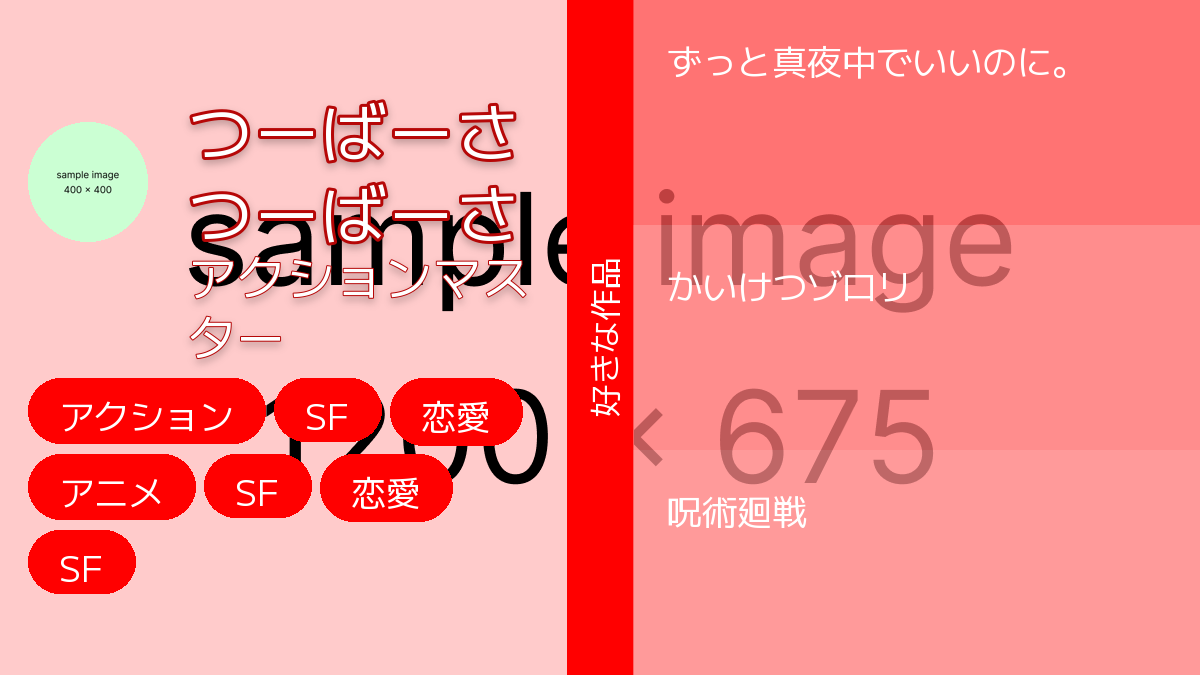 sample image
400 × 400
つーばーさ
つーばーさ
アクションマス
ター
アクション
SF
恋愛
アニメ
SF
恋愛
SF
sample image
1200 × 675
好きな作品
ずっと真夜中でいいのに。
かいけつゾロリ
呪術廻戦